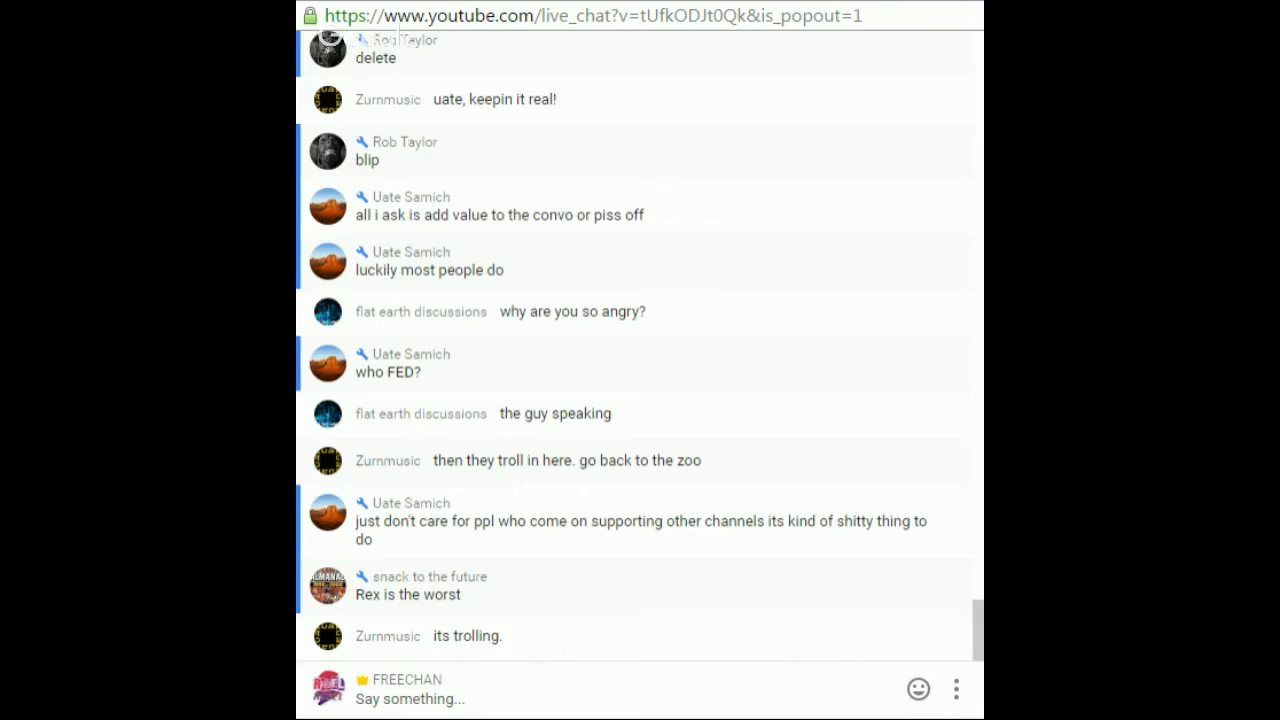 https://www.youtube.com/live_chat?v=tUfkODJt0Qk&is_popout=1
Rob Taylor
delete
Zurnmusic uate, keepin it real!
Rob Taylor
blip
Uate Samich
all i ask is add value to the convo or piss off
Uate Samich
luckily most people do
flat earth discussions why are you so angry?
Uate Samich
who FED?
flat earth discussions the guy speaking
Zurnmusic then they troll in here. go back to the zoo
Uate Samich
just don't care for ppl who come on supporting other channels its kind of shitty thing to
do
ALMANAC
snack to the future
Rex is the worst
Zurnmusic its trolling.
FREECHAN
Say something...